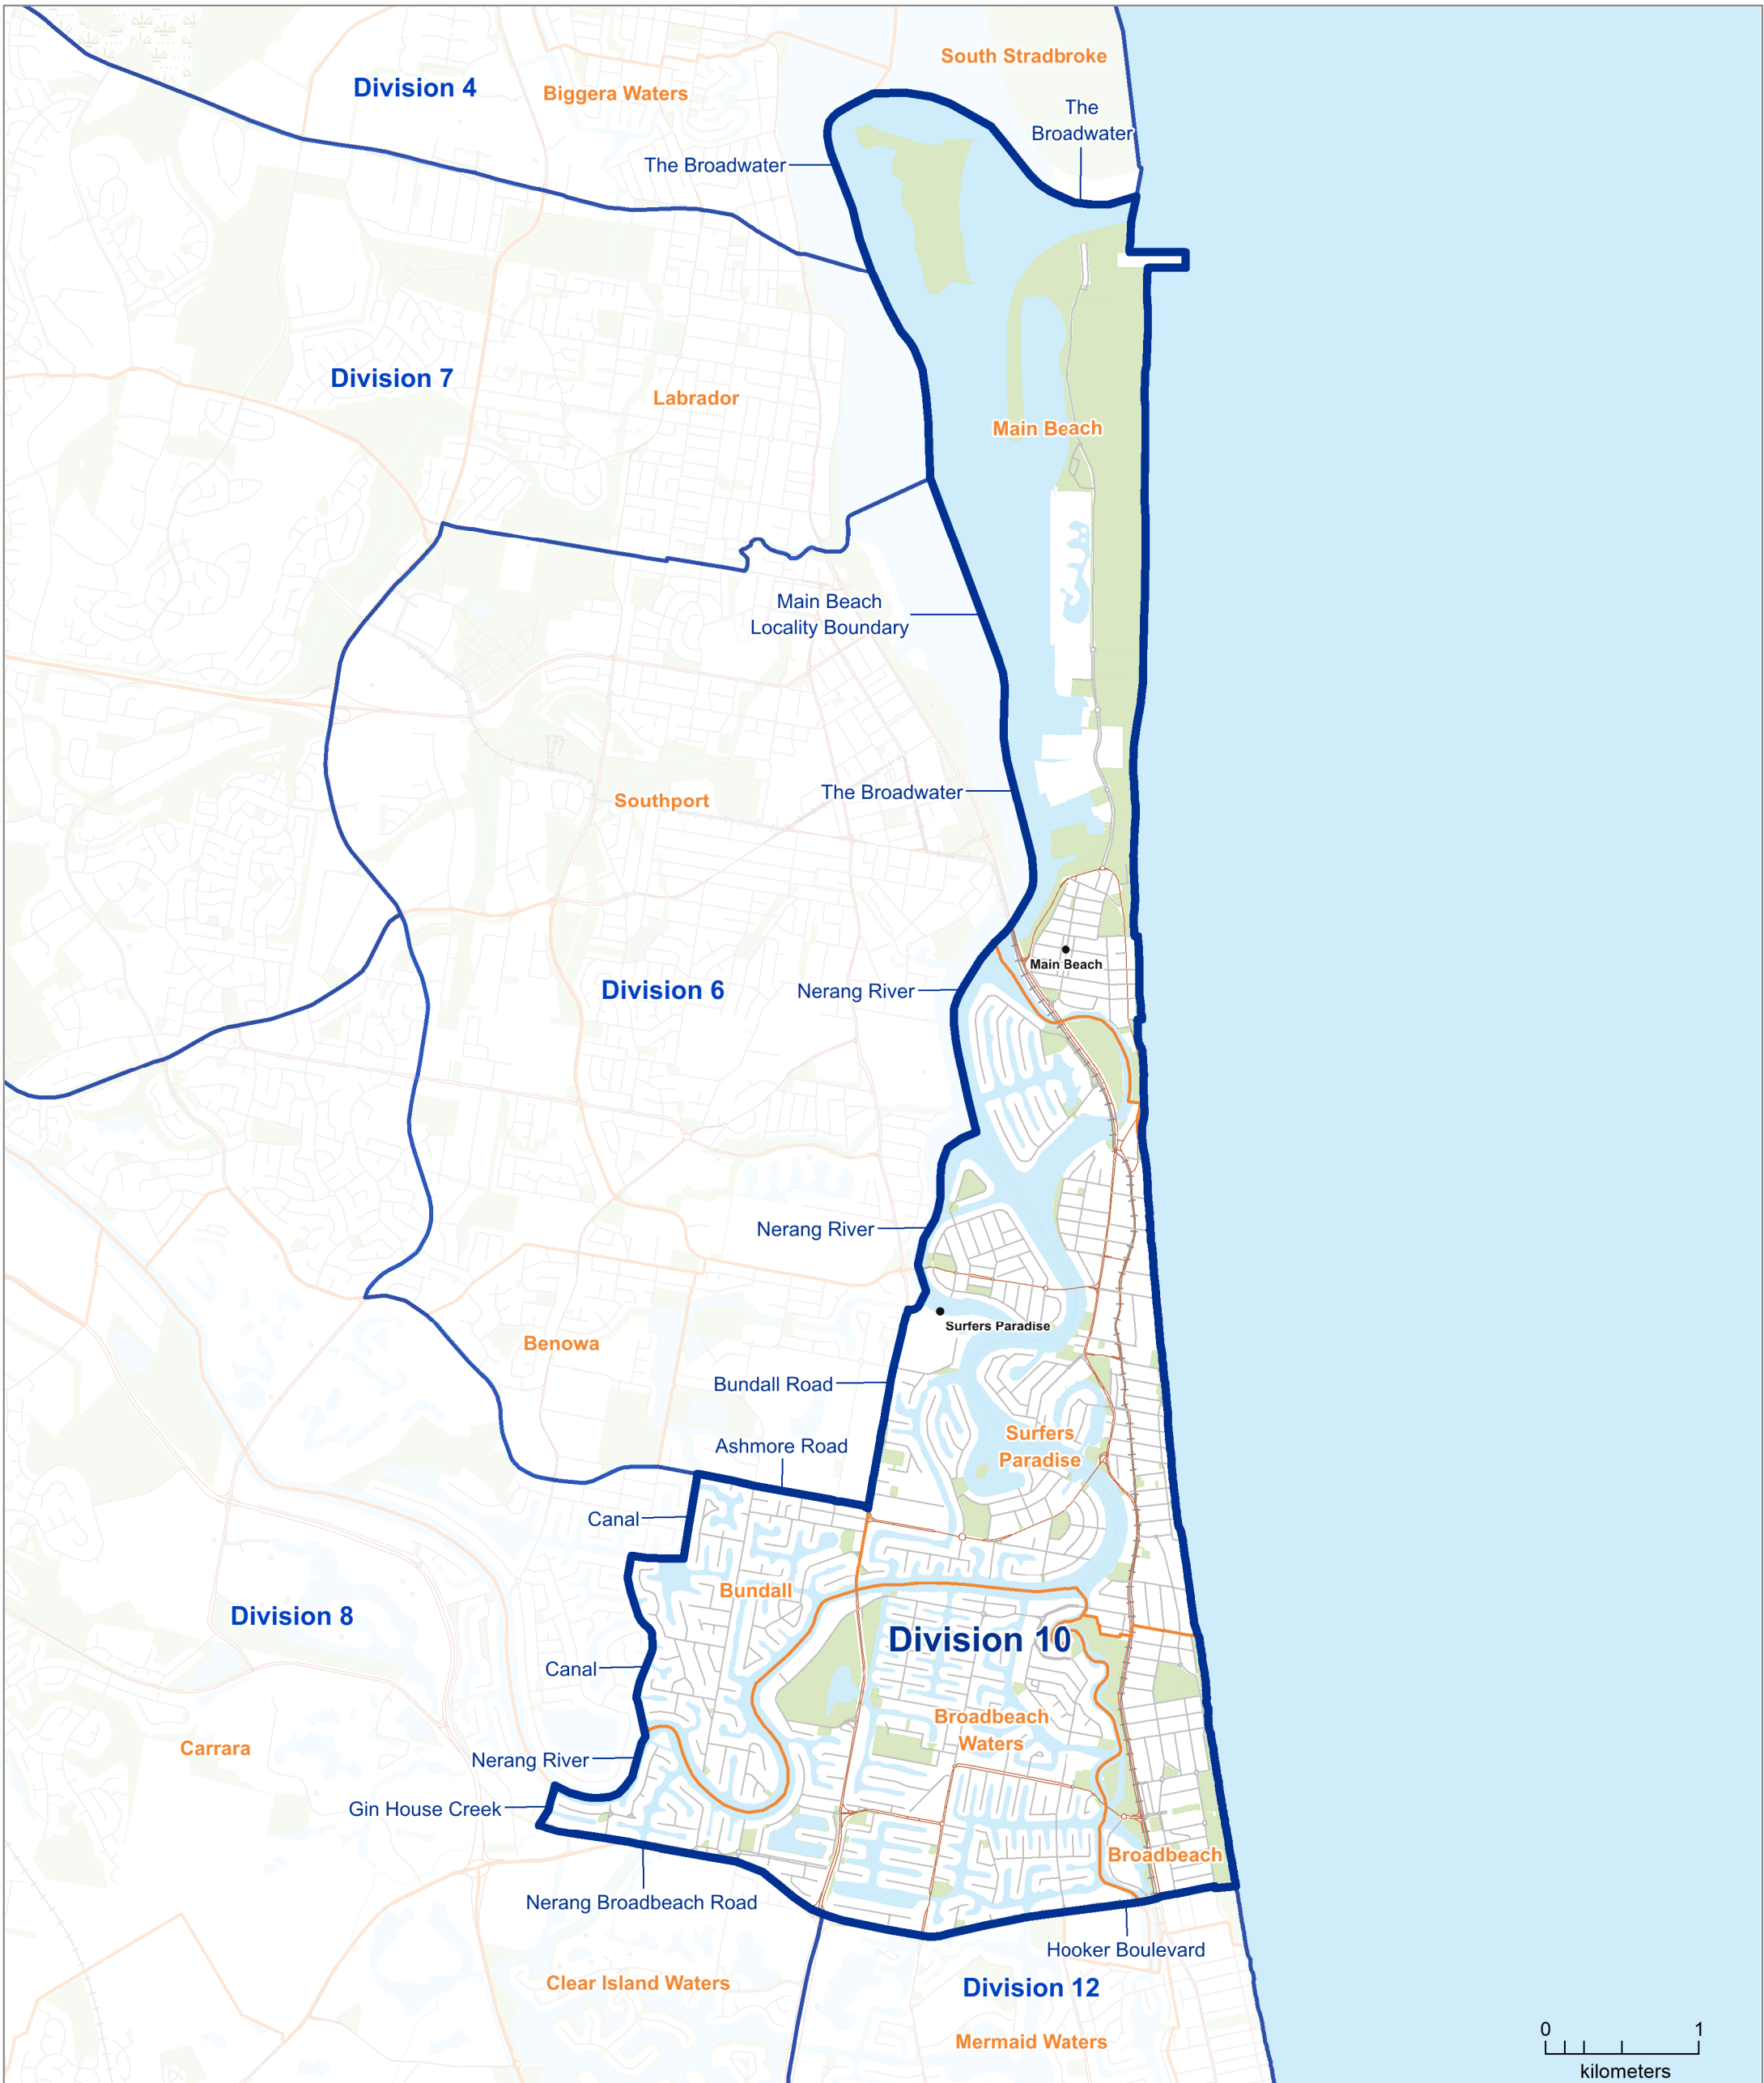 South Stradbroke
Division 4
Biggera Waters
The
Broadwater
The Broadwater
Division 7
Labrador
Main Beach
Main Beach
Locality Boundary
The Broadwater
Southport
Main Beach
Division 6
Nerang River
Nerang River
Surfers Paradise
Benowa
Bundall Road
Surfers
Paradise
Ashmore Road
Canal
Bundall
Division 8
Division 10
Canal
Broadbeach
Waters
Carrara
Nerang River
Gin House Creek
Broadbeach
Nerang Broadbeach Road
Hooker Boulevard
Clear Island Waters
Division 12
Mermaid Waters
0 1
kilometers